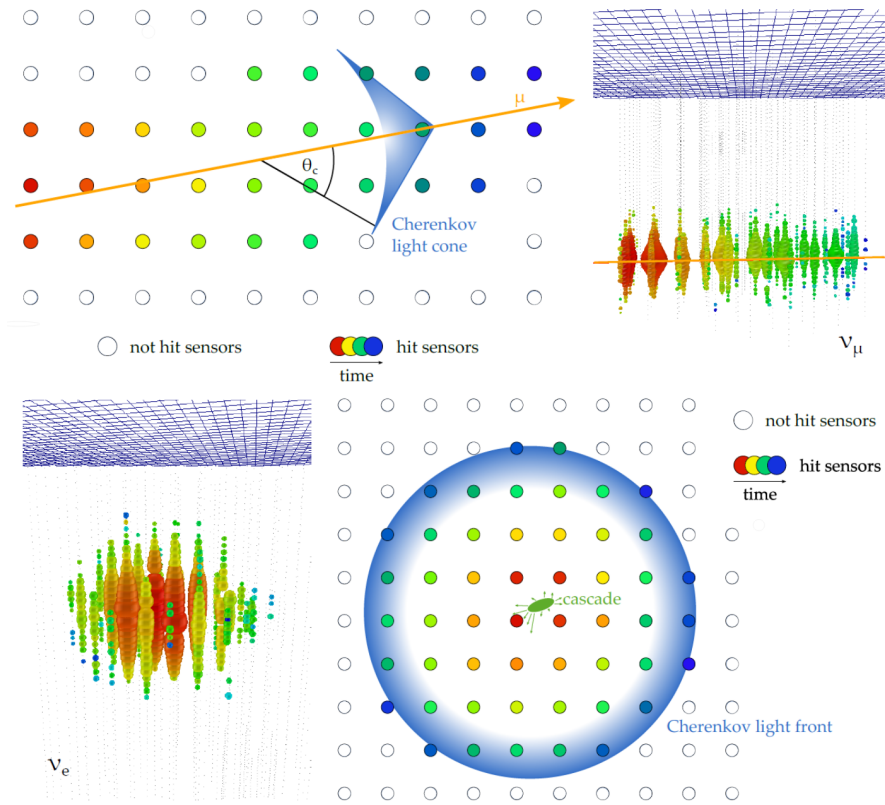 μ
θc
Cherenkov
light cone
νμ
not hit sensors
hit sensors
time
not hit sensors
hit sensors
time
cascade
Cherenkov light front
νe